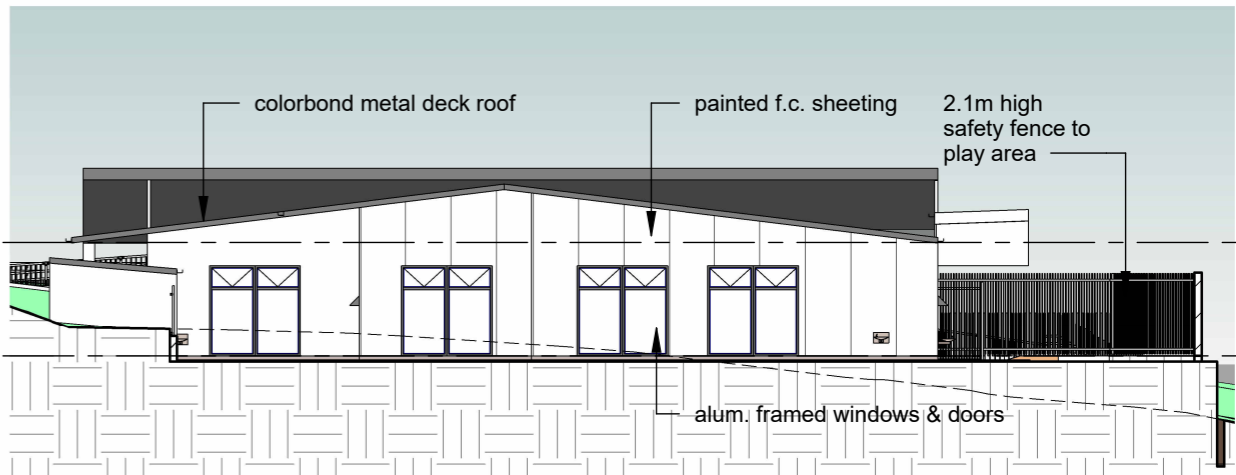 colorbond metal deck roof
painted f.c. sheeting
2.1m high
safety fence to
play area
alum. framed windows & doors